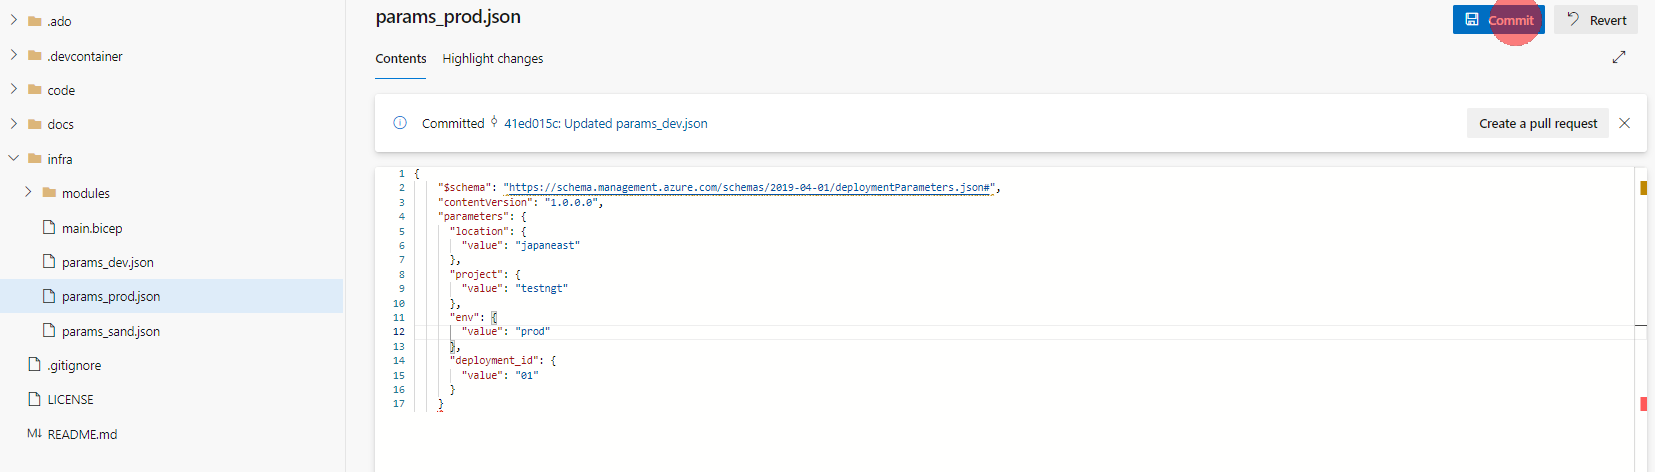 .ado
.devcontainer
code
docs
infra
modules
main.bicep
params_dev.json
params_prod.json
params_sand.json
.gitignore
LICENSE
M↓ README.md
params_prod.json
Commit
Revert
Contents
Highlight changes
Committed 41ed015c: Updated params_dev.json
Create a pull request
1 {
2 "$schema": "https://schema.management.azure.com/schemas/2019-04-01/deploymentParameters.json#",
3 "contentVersion": "1.0.0.0",
4 "parameters": {
5 "location": {
6 "value": "japaneast"
7 },
8 "project": {
9 "value": "testngt"
10 },
11 "env": {
12 "value": "prod"
13 },
14 "deployment_id": {
15 "value": "01"
16 }
17 }